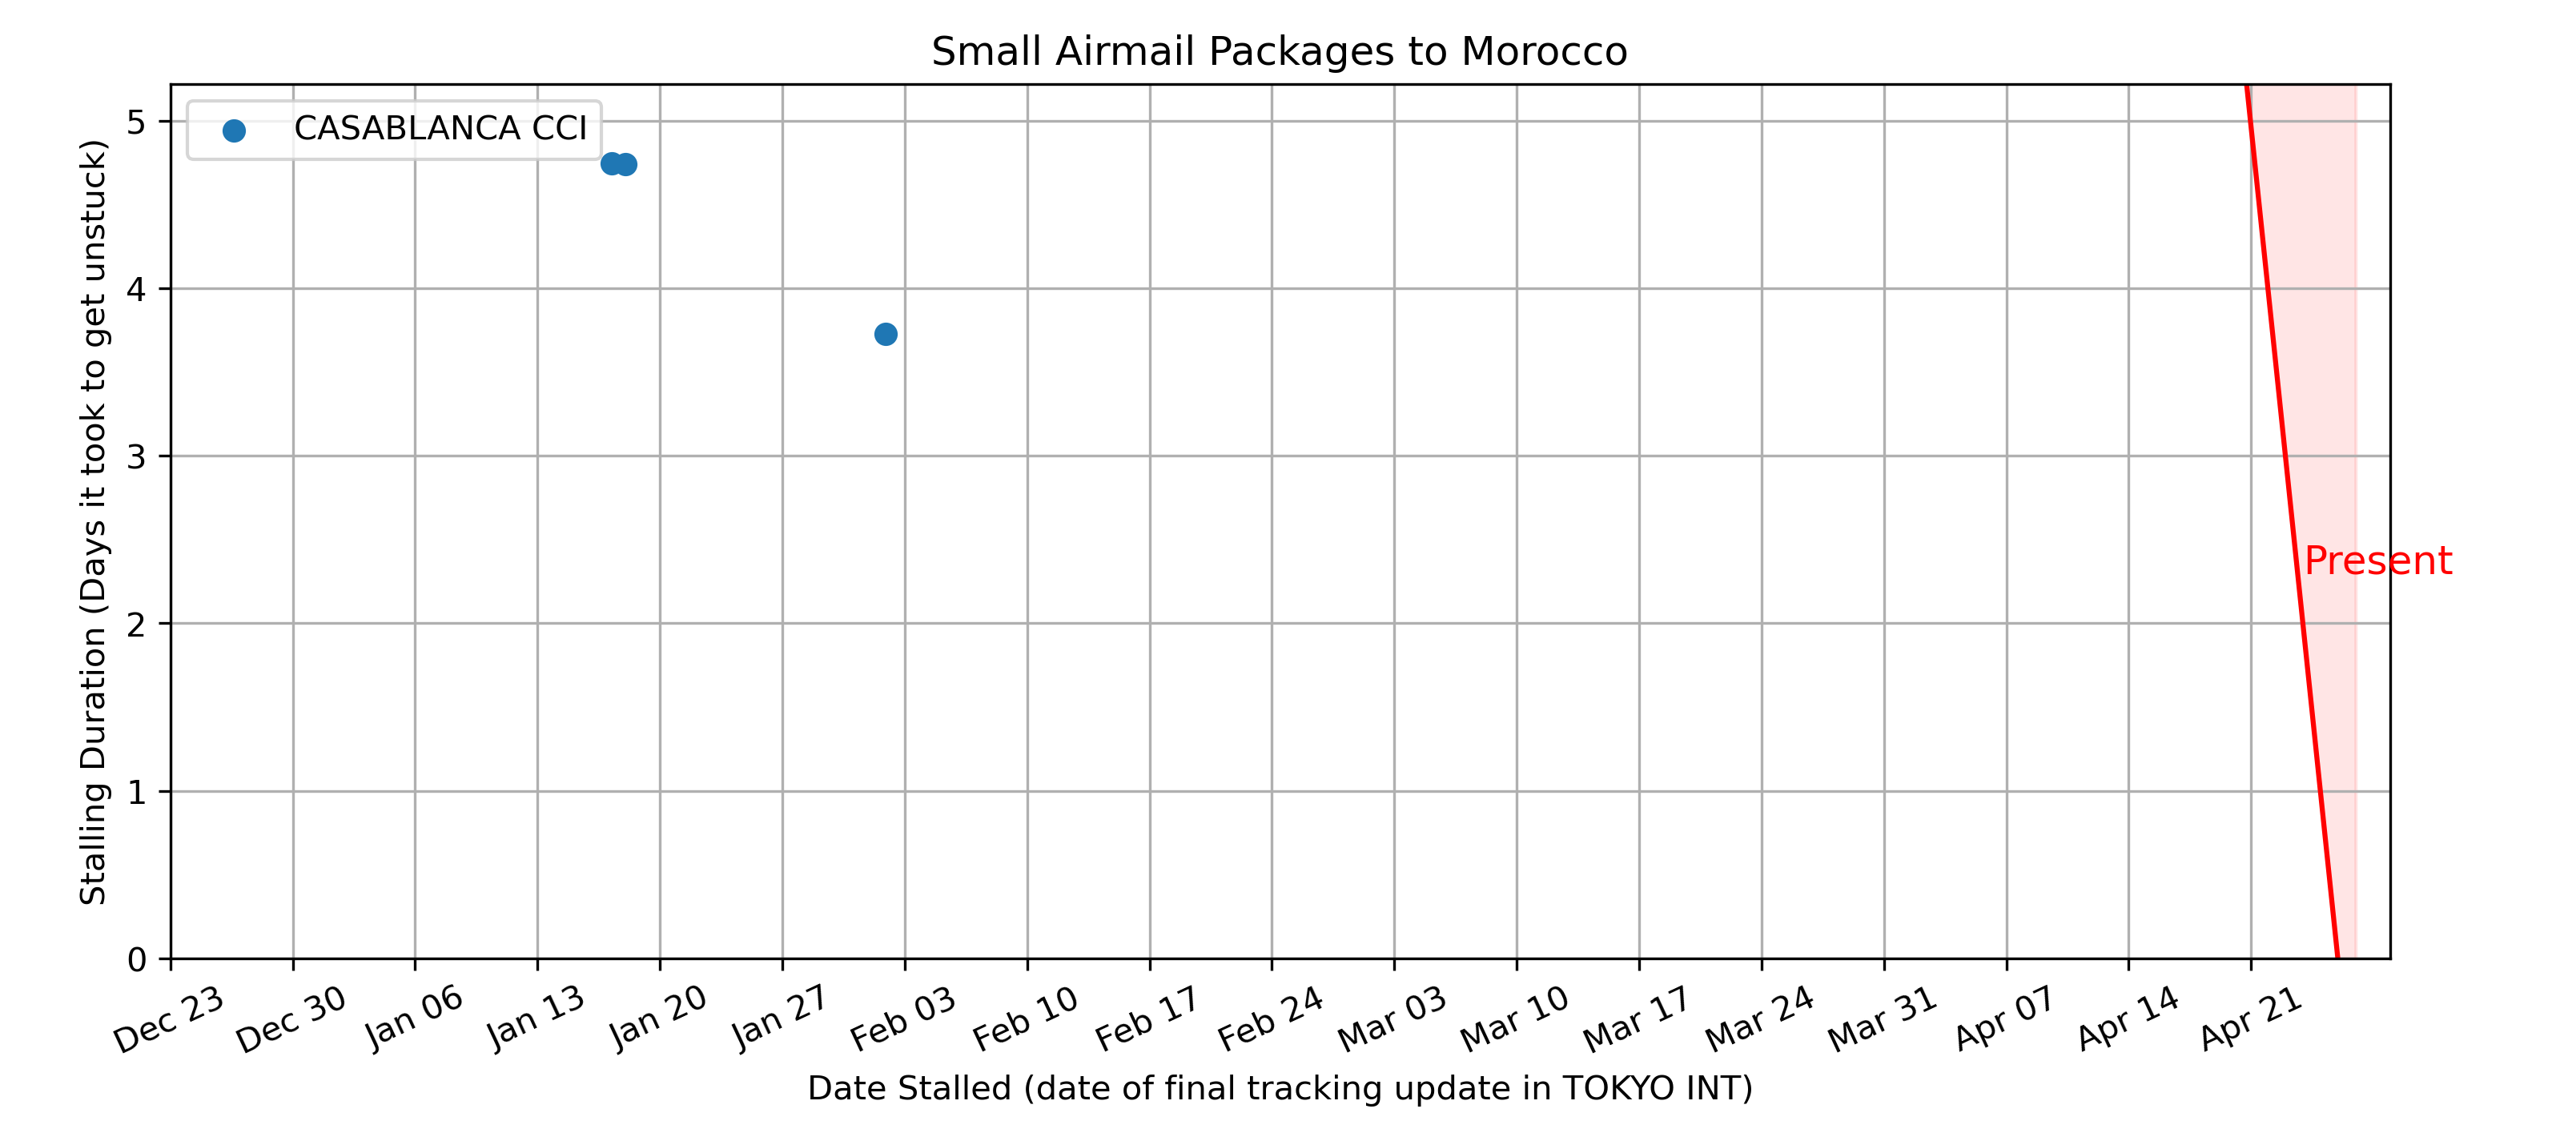 Small Airmail Packages to Morocco
CASABLANCA CCI
Stalling Duration (Days it took to get unstuck)
5
4
3
2
1
0
Present
Dec 23
Dec 30
Jan 06
Jan 13
Jan 20
Jan 27
Feb 03
Feb 10
Feb 17
Feb 24
Mar 03
Mar 10
Mar 17
Mar 24
Mar 31
Apr 07
Apr 14
Apr 21
Date Stalled (date of final tracking update in TOKYO INT)